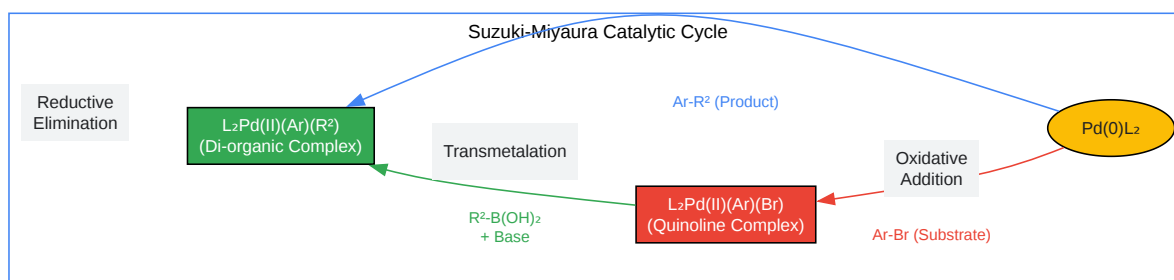 Suzuki-Miyaura Catalytic Cycle
Reductive
Elimination
L₂Pd(II)(Ar)(R²)
(Di-organic Complex)
Ar-R² (Product)
Pd(0)L₂
Transmetalation
Oxidative
Addition
R²-B(OH)₂
+ Base
L₂Pd(II)(Ar)(Br)
(Quinoline Complex)
Ar-Br (Substrate)